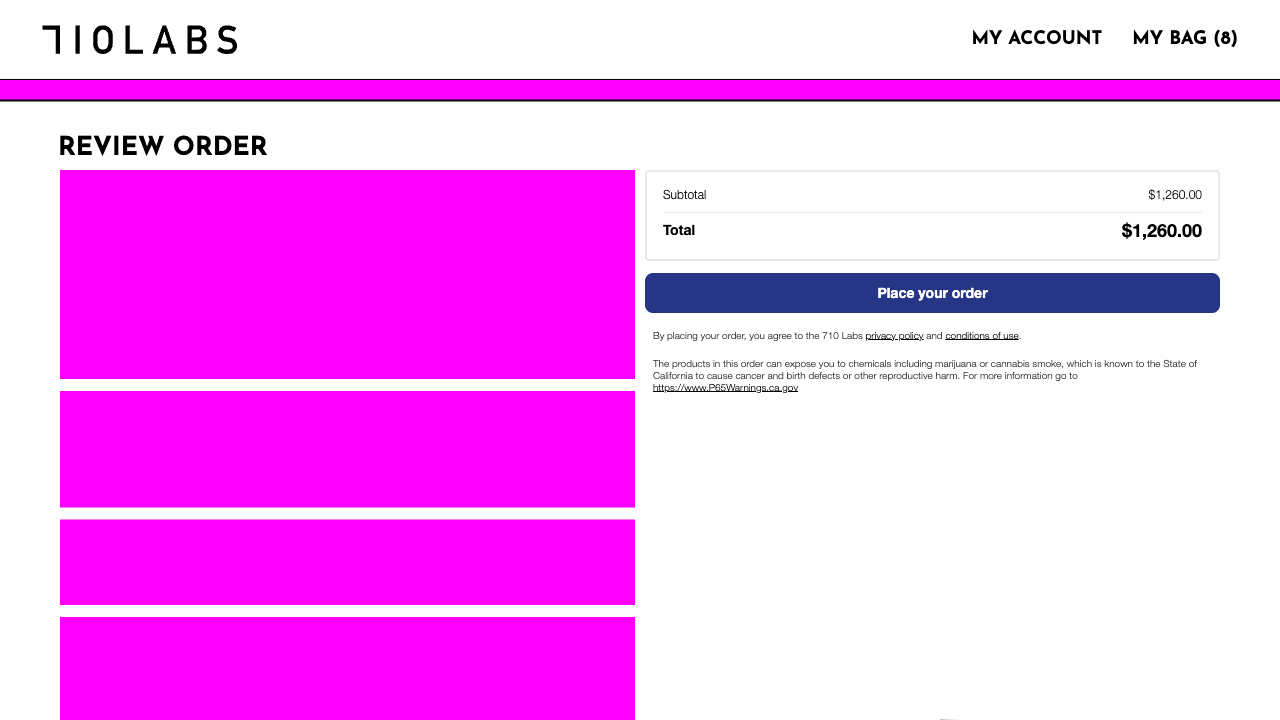 710LABS
MY ACCOUNT
MY BAG (8)
REVIEW ORDER
Subtotal
$1,260.00
Total
$1,260.00
Place your order
By placing your order, you agree to the 710 Labs privacy policy and conditions of use.
The products in this order can expose you to chemicals including marijuana or cannabis smoke, which is known to the State of
California to cause cancer and birth defects or other reproductive harm. For more information go to
https://www.P65Warnings.ca.gov